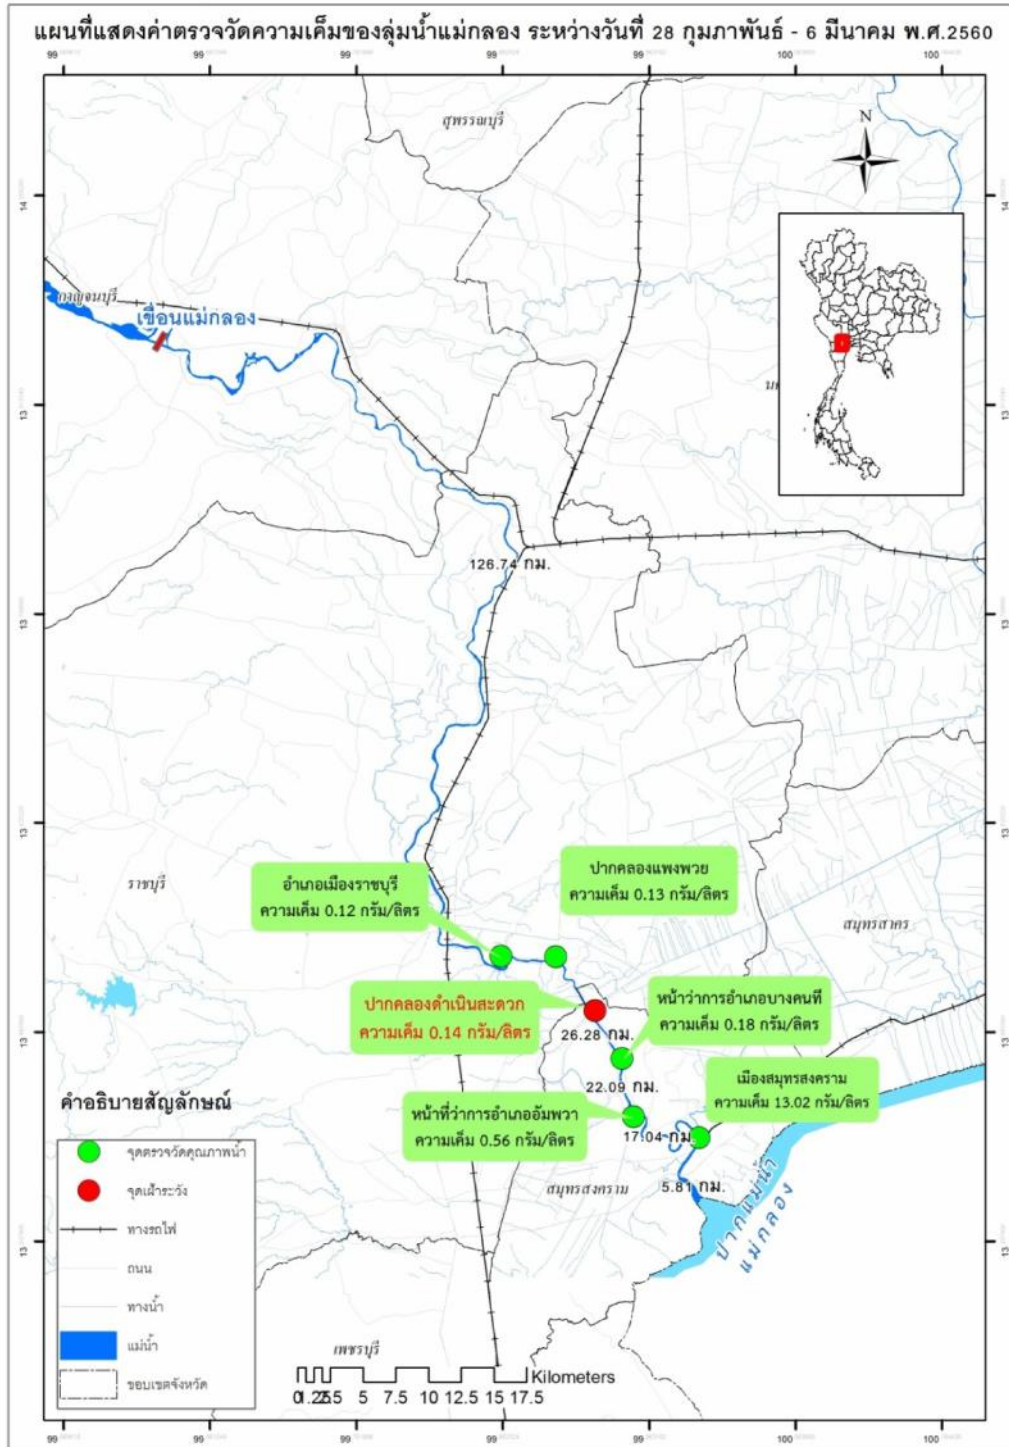 แผนที่แสดงค่าตรวจวัดความเค็มของลุ่มน้ำแม่กลอง ระหว่างวันที่ 28 กุมภาพันธ์ - 6 มีนาคม พ.ศ.2560
สุพรรณบุรี
N
กาญจนบุรี
เขื่อนแม่กลอง
126.74 กม.
ราชบุรี
อำเภอเมืองราชบุรี
ความเค็ม 0.12 กรัม/ลิตร
ปากคลองแพงพวย
ความเค็ม 0.13 กรัม/ลิตร
สมุทรสาคร
ปากคลองดำเนินสะดวก
ความเค็ม 0.14 กรัม/ลิตร
26.28 กม.
หน้าว่าการอำเภอบางคนที
ความเค็ม 0.18 กรัม/ลิตร
22.09 กม.
เมืองสมุทรสงคราม
ความเค็ม 13.02 กรัม/ลิตร
หน้าที่ว่าการอำเภออัมพวา
ความเค็ม 0.56 กรัม/ลิตร
17.04 กม.
สมุทรสงคราม
5.81 กม.
ปากแม่น้ำ
แม่กลอง
คำอธิบายสัญลักษณ์
จุดตรวจวัดคุณภาพน้ำ
จุดเฝ้าระวัง
ทางรถไฟ
ถนน
ทางน้ำ
แม่น้ำ
ขอบเขตจังหวัด
เพชรบุรี
Kilometers
0 1.25 2.5 5 7.5 10 12.5 15 17.5